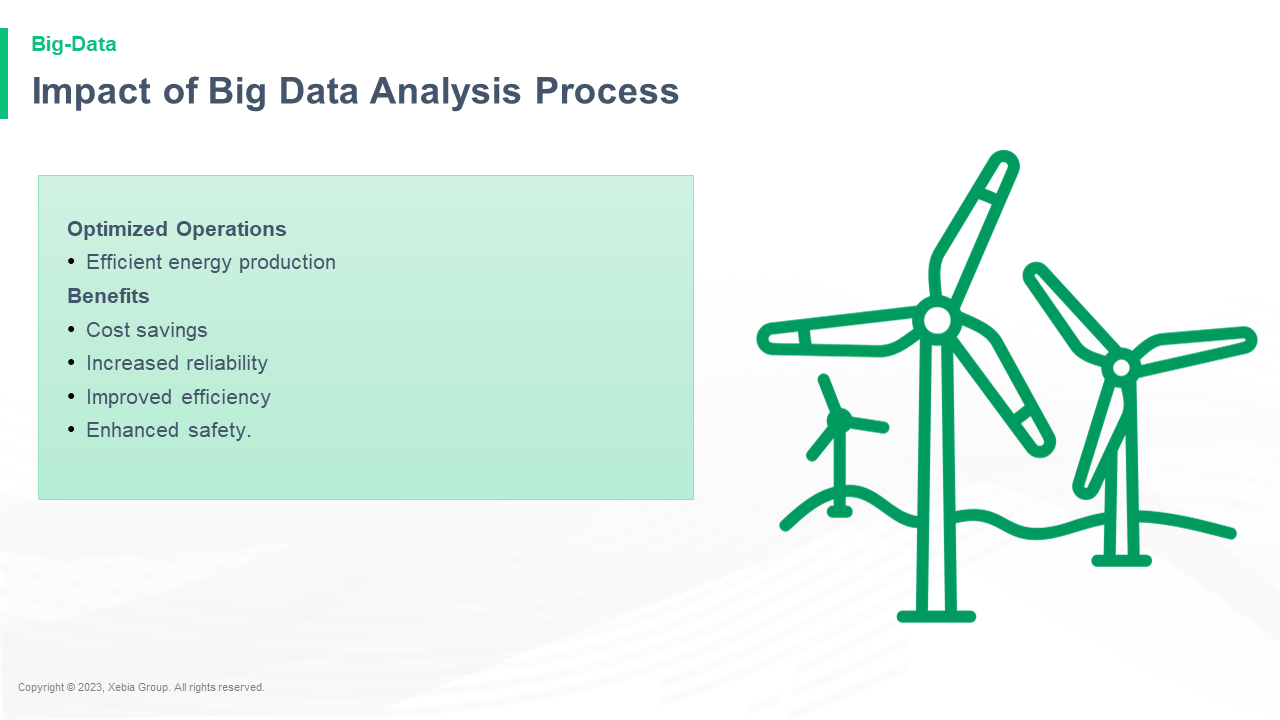 Big-Data
Impact of Big Data Analysis Process
Optimized Operations
• Efficient energy production
Benefits
• Cost savings
• Increased reliability
• Improved efficiency
• Enhanced safety.
Copyright © 2023, Xebia Group. All rights reserved.